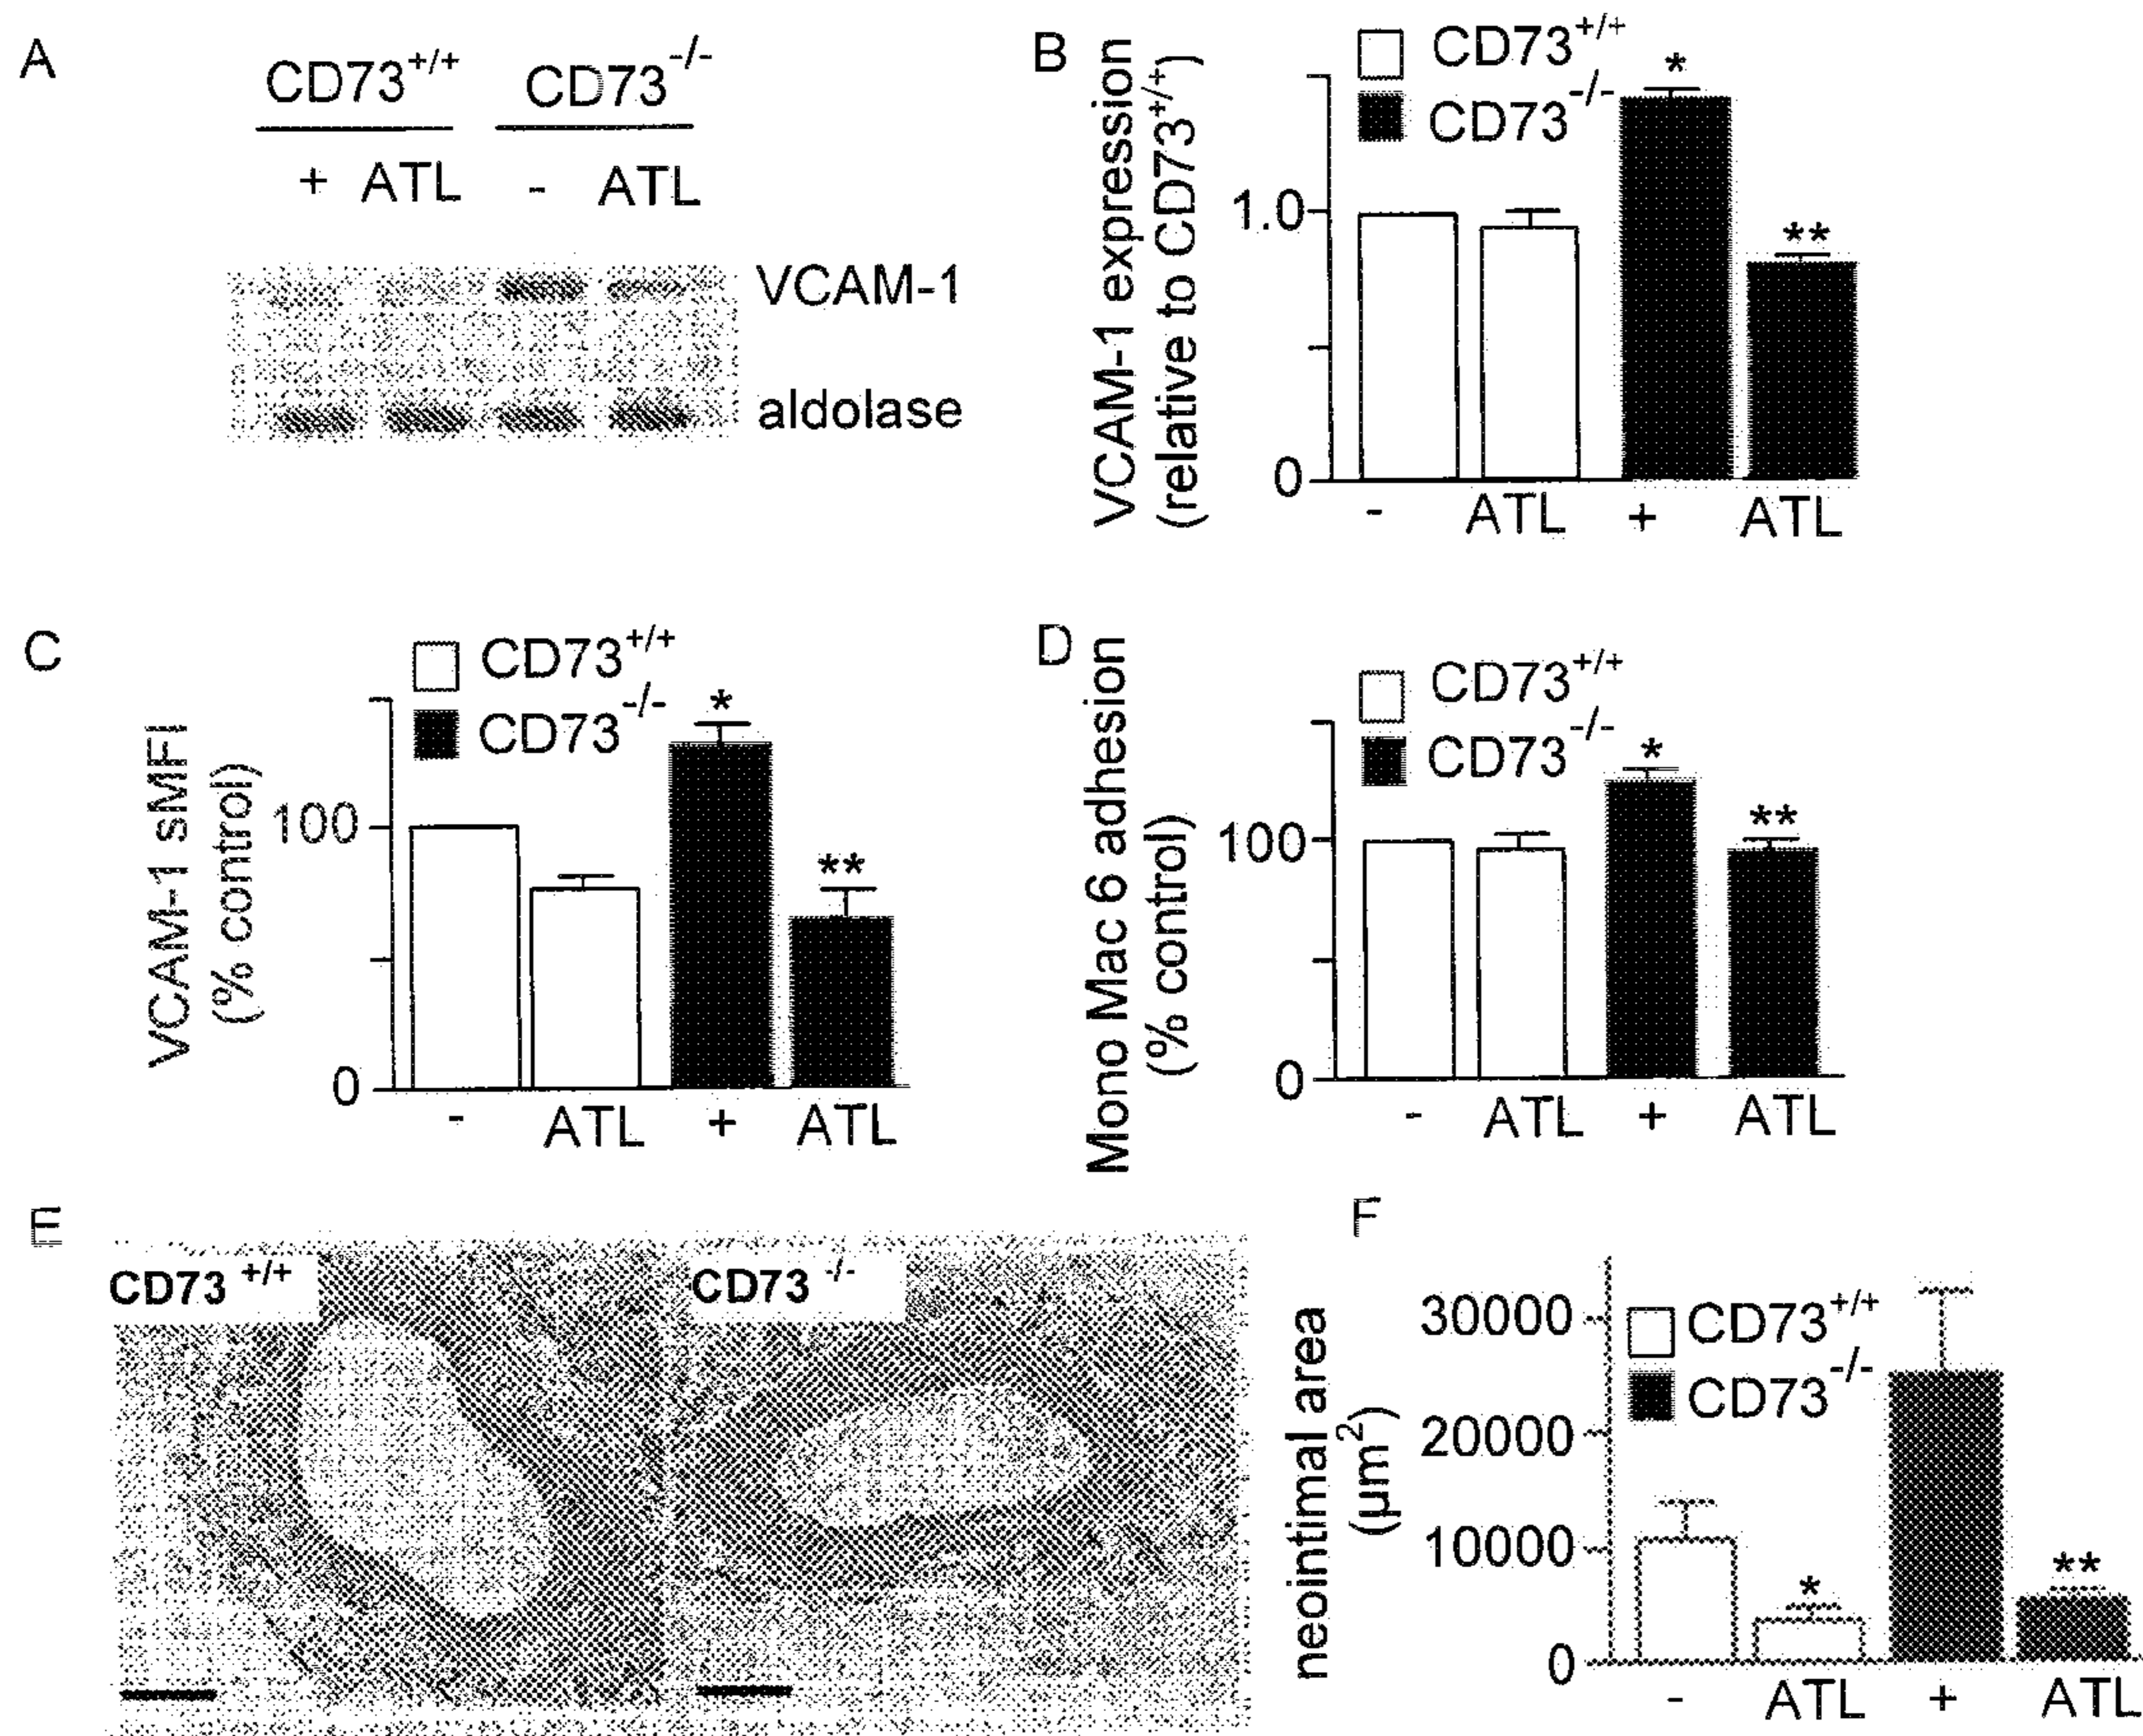 A
CD73+/+ CD73-/-
+ ATL - ATL
VCAM-1
aldolase
B
VCAM-1 expression
(relative to CD73+/+)
CD73+/+
CD73-/-
*
1.0
**
0
- ATL + ATL
C
VCAM-1 sMFI
(% control)
CD73+/+
CD73-/-
*
100
**
0
- ATL + ATL
D
Mono Mac 6 adhesion
(% control)
CD73+/+
CD73-/-
*
100
**
0
- ATL + ATL
E
CD73 +/+ CD73 -/-
F
neointimal area
(µm2)
30000
20000
10000
0
CD73+/+
CD73-/-
*
**
- ATL + ATL